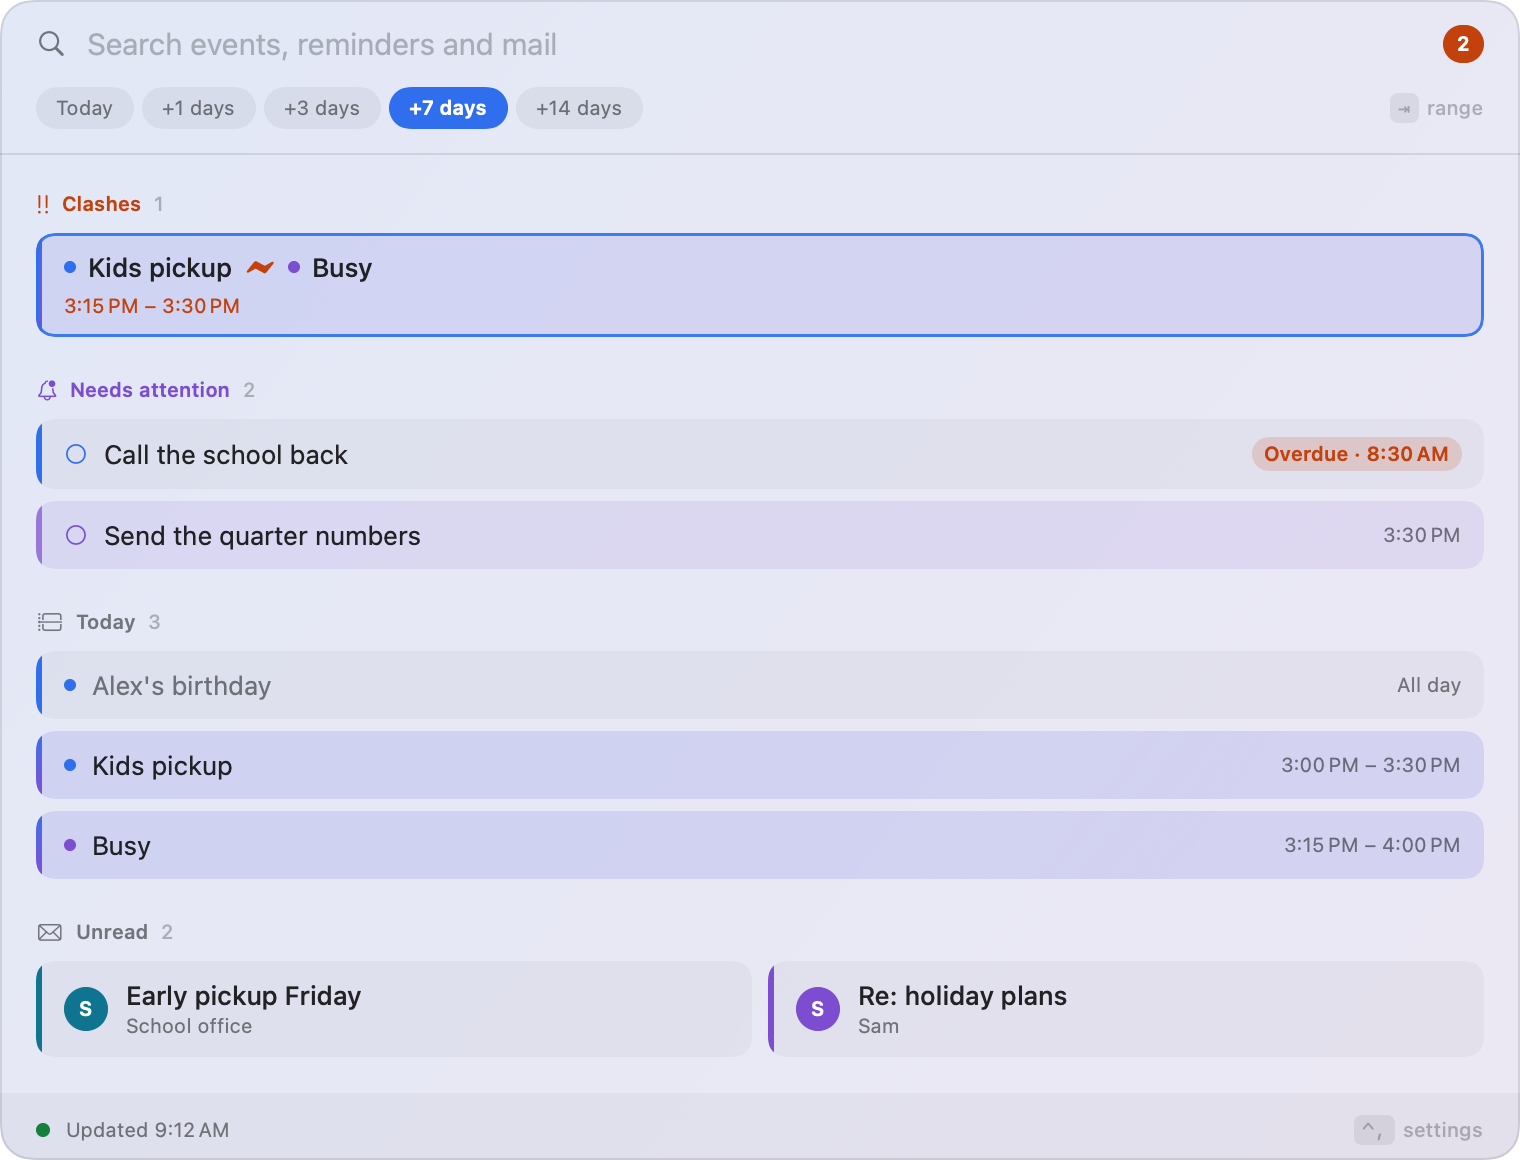 Search events, reminders and mail
2
Today +1 days +3 days +7 days +14 days
⇥ range
!! Clashes 1
Kids pickup Busy
3:15 PM – 3:30 PM
Needs attention 2
Call the school back Overdue · 8:30 AM
Send the quarter numbers 3:30 PM
Today 3
Alex's birthday All day
Kids pickup 3:00 PM – 3:30 PM
Busy 3:15 PM – 4:00 PM
Unread 2
S Early pickup Friday
School office
S Re: holiday plans
Sam
Updated 9:12 AM
^, settings